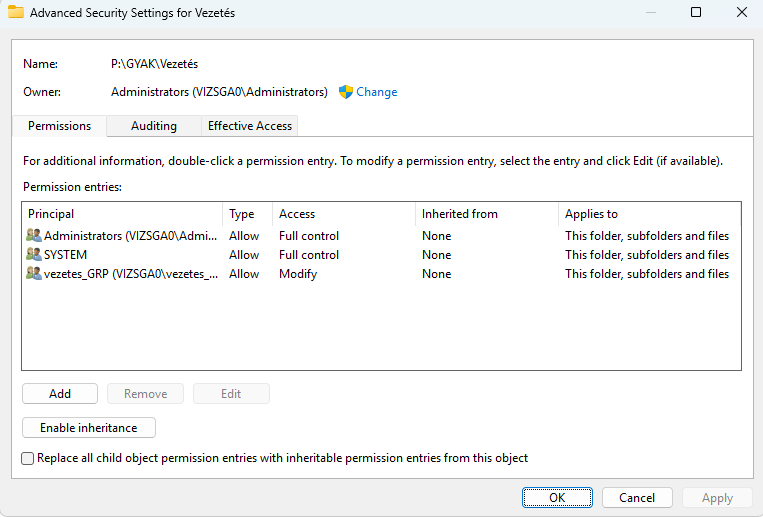 Advanced Security Settings for Vezetés
Name: P:\GYAK\Vezetés
Owner: Administrators (VIZSGA0\Administrators) Change
Permissions Auditing Effective Access
For additional information, double-click a permission entry. To modify a permission entry, select the entry and click Edit (if available).
Permission entries:
Principal Type Access Inherited from Applies to
Administrators (VIZSGA0\Admi... Allow Full control None This folder, subfolders and files
SYSTEM Allow Full control None This folder, subfolders and files
vezetes_GRP (VIZSGA0\vezetes_... Allow Modify None This folder, subfolders and files
Add Remove Edit
Enable inheritance
Replace all child object permission entries with inheritable permission entries from this object
OK Cancel Apply